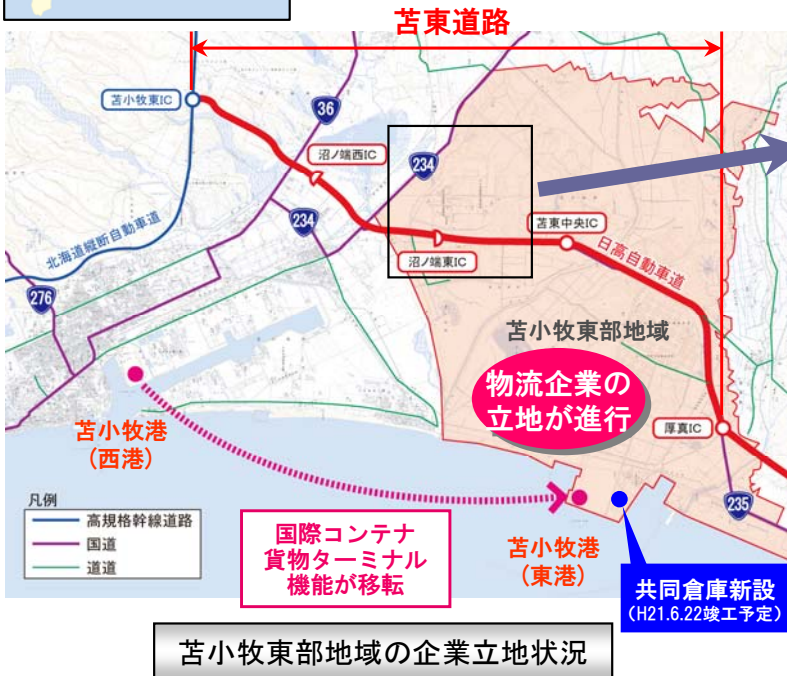 苫東道路
苫小牧東IC
36
沼ノ端西IC
234
234
苫東中央IC
沼ノ端東IC
北海道縦断自動車道
日高自動車道
276
苫小牧東部地域
物流企業の
立地が進行
苫小牧港
(西港)
厚真IC
235
凡例
高規格幹線道路
国道
道道
国際コンテナ
貨物ターミナル
機能が移転
苫小牧港
(東港)
共同倉庫新設
(H21.6.22竣工予定)
苫小牧東部地域の企業立地状況